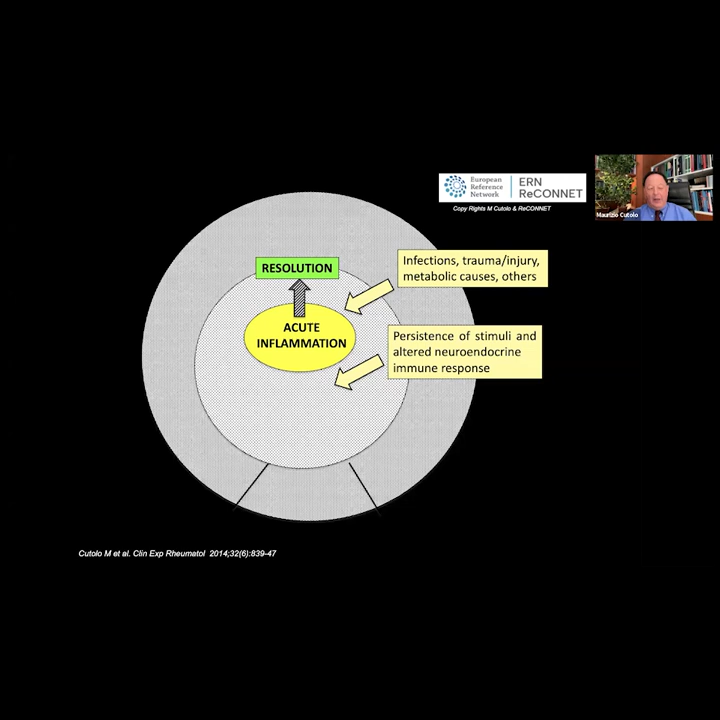 European
Reference
Network
ERN
ReCONNET
Copy Rights M Cutolo & ReCONNET
Maurizio Cutolo
RESOLUTION
Infections, trauma/injury,
metabolic causes, others
ACUTE
INFLAMMATION
Persistence of stimuli and
altered neuroendocrine
immune response
Cutolo M et al. Clin Exp Rheumatol 2014;32(6):839-47